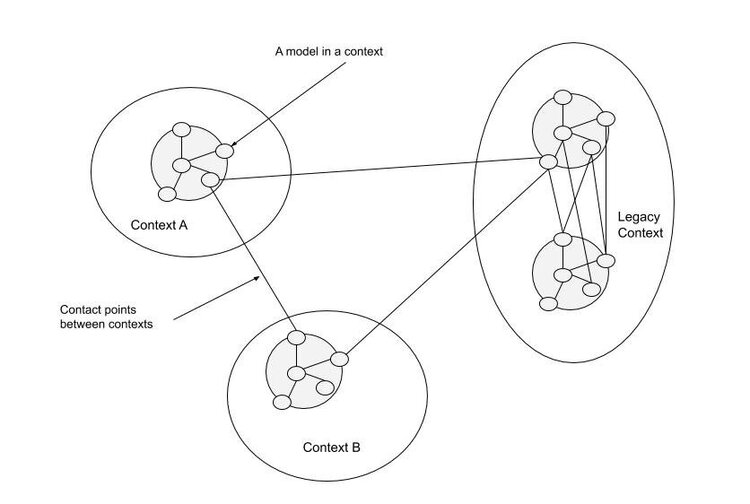 A model in a context
Context A
Legacy
Context
Contact points
between contexts
Context B